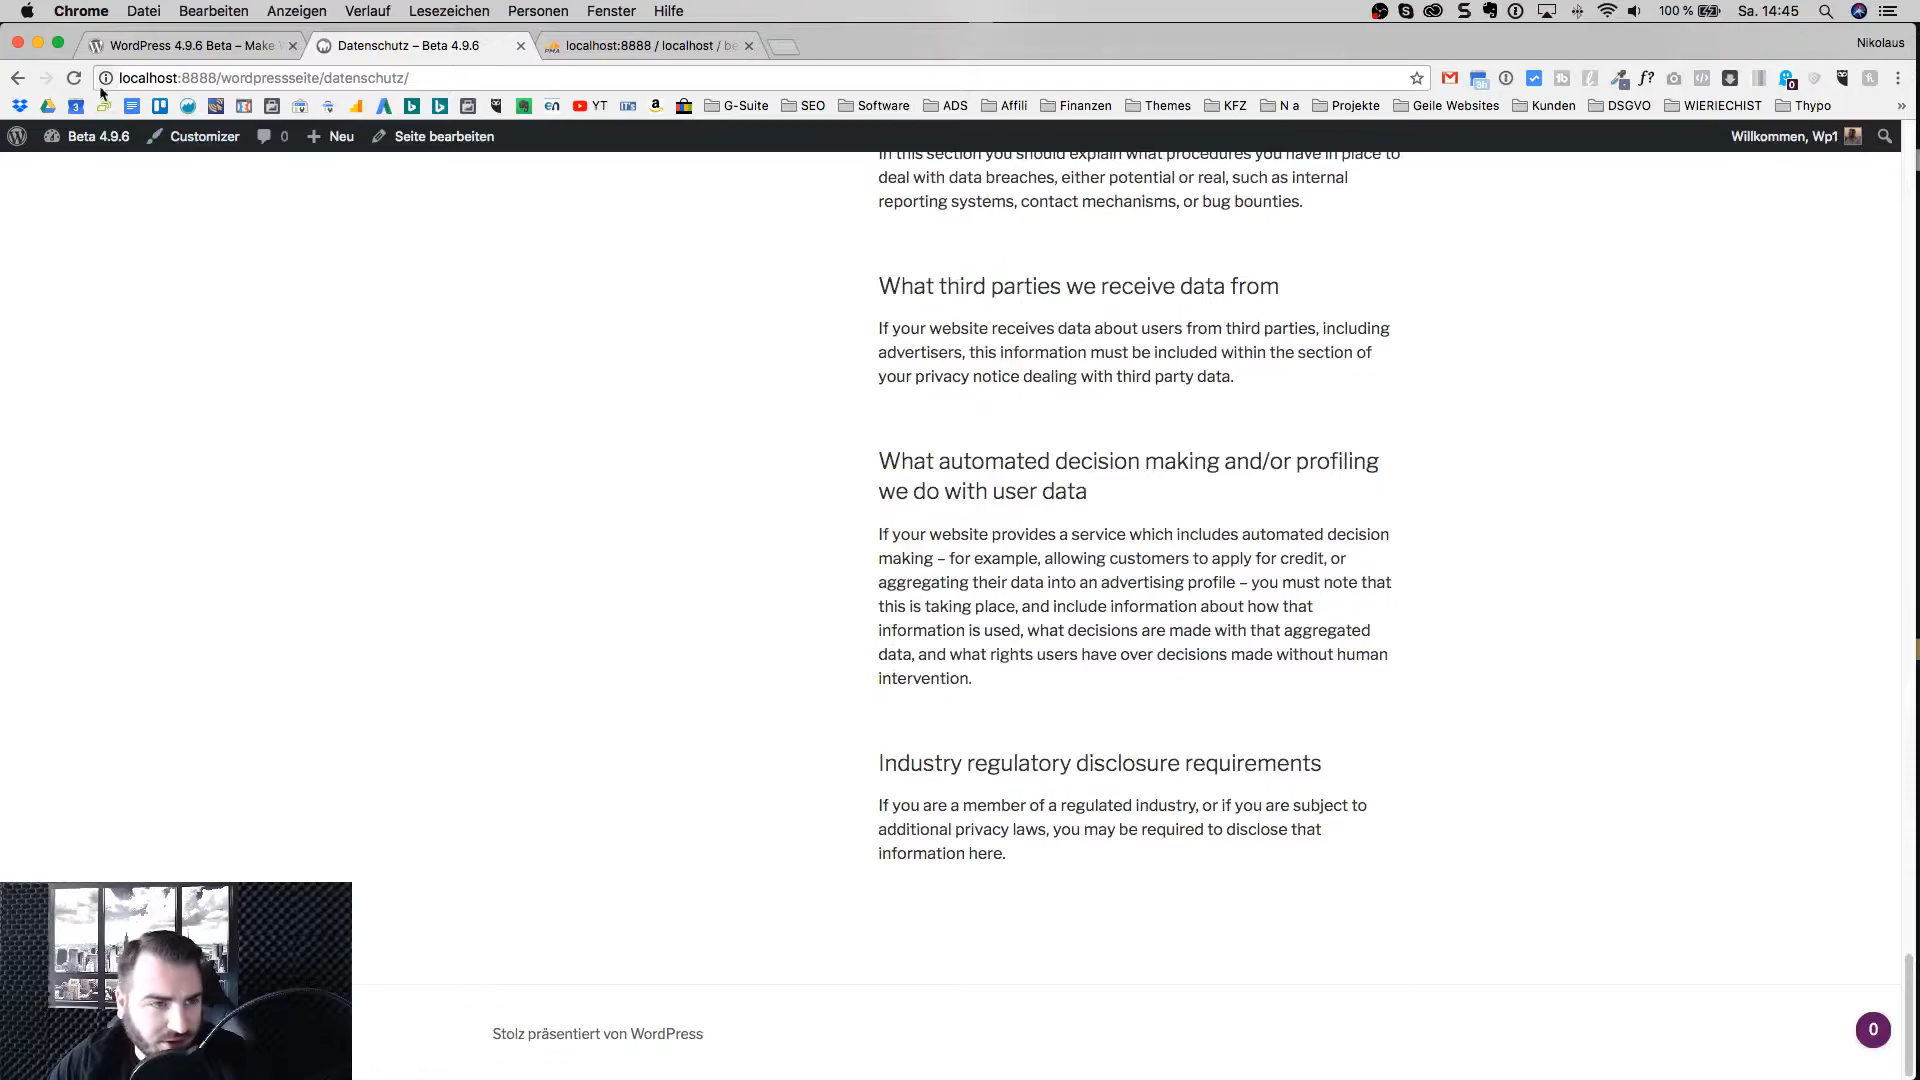 Chrome Datei Bearbeiten Anzeigen Verlauf Lesezeichen Personen Fenster Hilfe 100 % Sa. 14:45
WordPress 4.9.6 Beta – Make Datenschutz – Beta 4.9.6 localhost:8888 / localhost / be Nikolaus
localhost:8888/wordpressseite/datenschutz/
YT G-Suite SEO Software ADS Affili Finanzen Themes KFZ N a Projekte Geile Websites Kunden DSGVO WIERIECHIST Thypo
Beta 4.9.6 Customizer 0 Neu Seite bearbeiten Willkommen, Wp1
In this section you should explain what procedures you have in place to
deal with data breaches, either potential or real, such as internal
reporting systems, contact mechanisms, or bug bounties.
What third parties we receive data from
If your website receives data about users from third parties, including
advertisers, this information must be included within the section of
your privacy notice dealing with third party data.
What automated decision making and/or profiling
we do with user data
If your website provides a service which includes automated decision
making – for example, allowing customers to apply for credit, or
aggregating their data into an advertising profile – you must note that
this is taking place, and include information about how that
information is used, what decisions are made with that aggregated
data, and what rights users have over decisions made without human
intervention.
Industry regulatory disclosure requirements
If you are a member of a regulated industry, or if you are subject to
additional privacy laws, you may be required to disclose that
information here.
Stolz präsentiert von WordPress
0